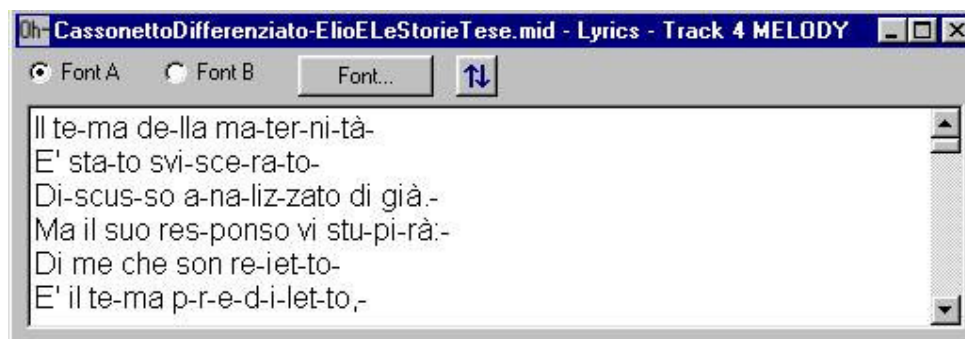 Oh- CassonettoDifferenziato-ElioELeStorieTese.mid - Lyrics - Track 4 MELODY
Font A Font B Font...
Il te-ma de-lla ma-ter-ni-tà-
E' sta-to svi-sce-ra-to-
Di-scus-so a-na-liz-zato di già.-
Ma il suo res-ponso vi stu-pi-rà:-
Di me che son re-iet-to-
E' il te-ma p-r-e-d-i-let-to,-